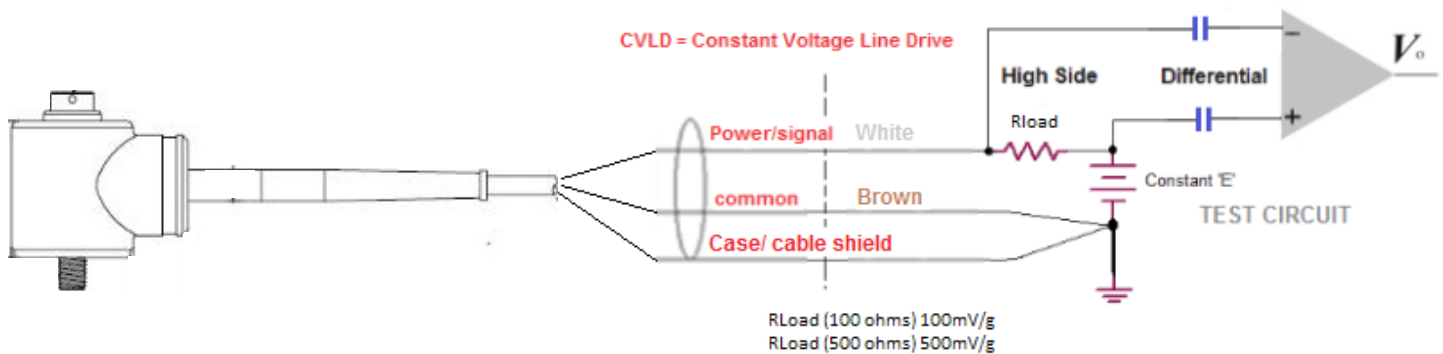 CVLD = Constant Voltage Line Drive
−
V₀
High Side
Differential
Rload
+
Power/signal
White
Constant 'E'
common
Brown
TEST CIRCUIT
Case/ cable shield
RLoad (100 ohms) 100mV/g
RLoad (500 ohms) 500mV/g